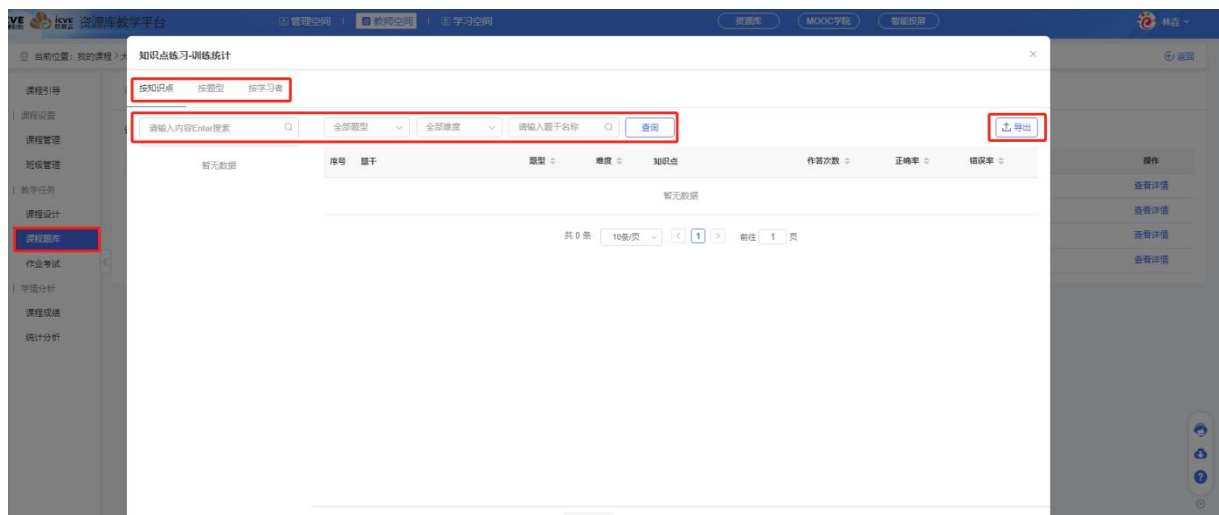 icve 资源库教学平台 管理空间 教师空间 学习空间 资源库 MOOC学院 智能投屏
当前位置：我的课程 > 大 知识点练习-训练统计 返回
课程引导 按知识点 按题型 按学习者
课程设置 请输入内容Enter搜索 全部题型 全部难度 请输入题干名称 查询 导出
课程管理
班级管理 暂无数据 序号 题干 题型 难度 知识点 作答次数 正确率 错误率 操作
教学任务 查看详情
课程设计 暂无数据 查看详情
课程题库 共 0 条 10条/页 1 前往 1 页 查看详情
作业考试 查看详情
学情分析
课程成绩
统计分析